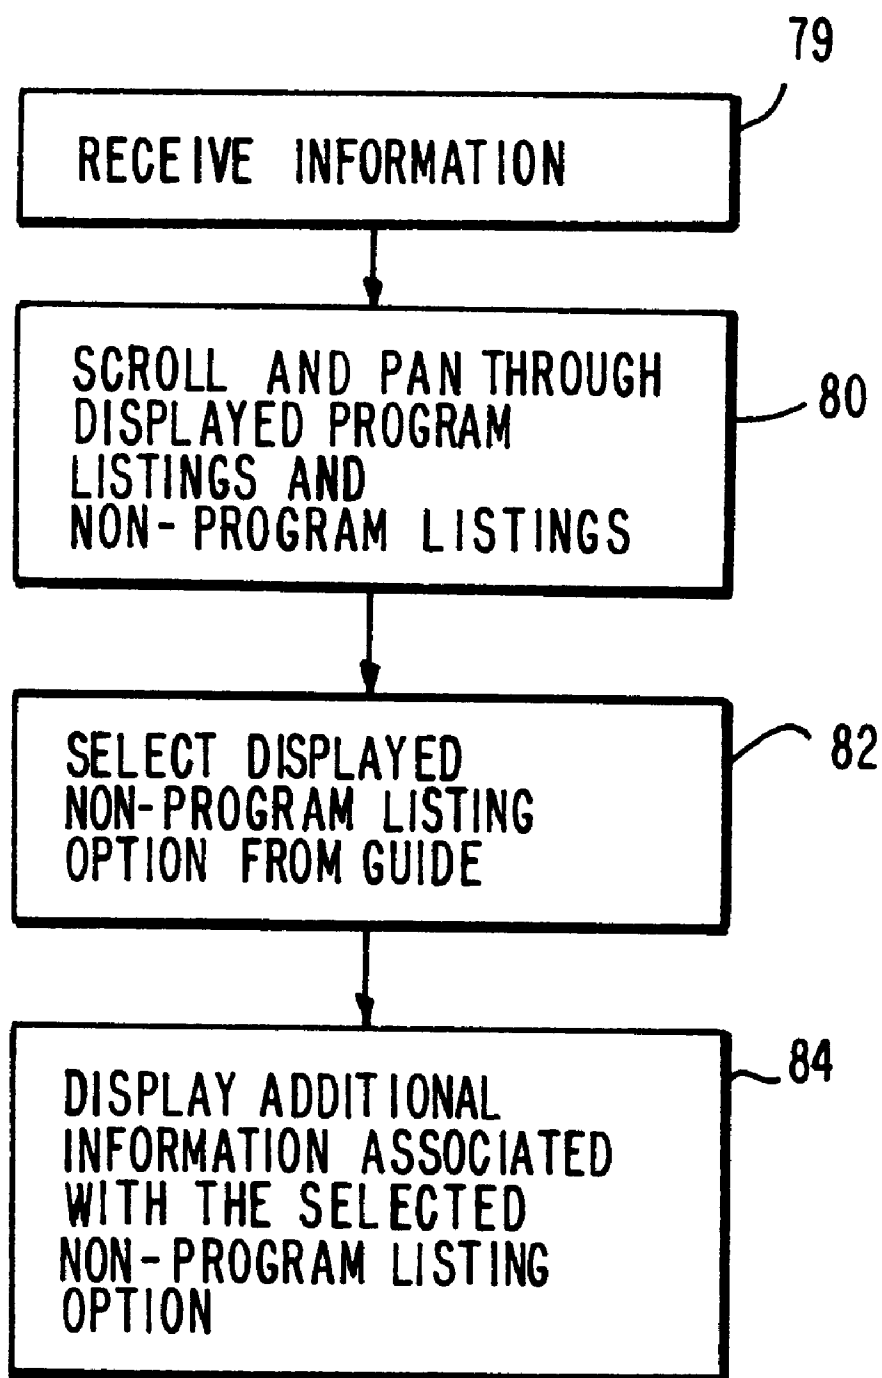 79
RECEIVE INFORMATION
SCROLL AND PAN THROUGH
DISPLAYED PROGRAM
LISTINGS AND
NON-PROGRAM LISTINGS
80
SELECT DISPLAYED
NON-PROGRAM LISTING
OPTION FROM GUIDE
82
DISPLAY ADDITIONAL
INFORMATION ASSOCIATED
WITH THE SELECTED
NON-PROGRAM LISTING
OPTION
84